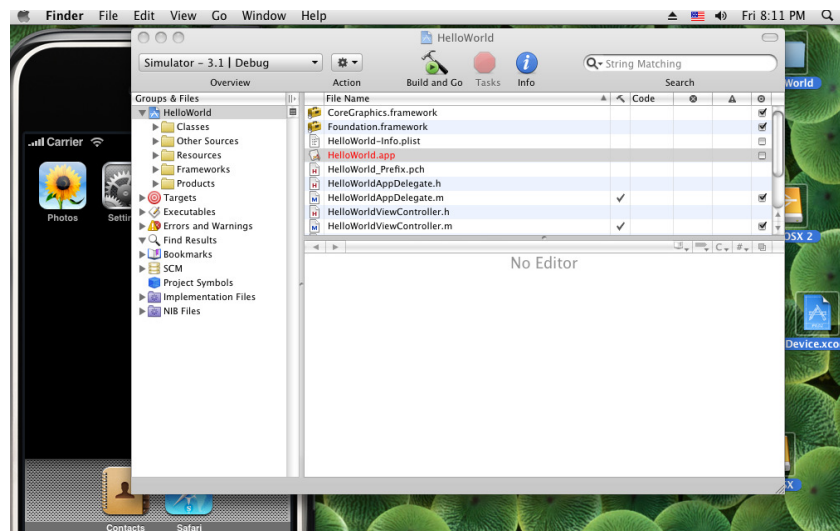 Finder File Edit View Go Window Help Fri 8:11 PM
HelloWorld
Simulator - 3.1 | Debug
String Matching
Overview Action Build and Go Tasks Info Search
Groups & Files
HelloWorld
Classes
Other Sources
Resources
Frameworks
Products
Targets
Executables
Errors and Warnings
Find Results
Bookmarks
SCM
Project Symbols
Implementation Files
NIB Files
File Name Code
CoreGraphics.framework
Foundation.framework
HelloWorld-Info.plist
HelloWorld.app
HelloWorld_Prefix.pch
HelloWorldAppDelegate.h
HelloWorldAppDelegate.m
HelloWorldViewController.h
HelloWorldViewController.m
C #
No Editor
Carrier
Photos
Contacts Safari
World
OSX 2
Device.xco